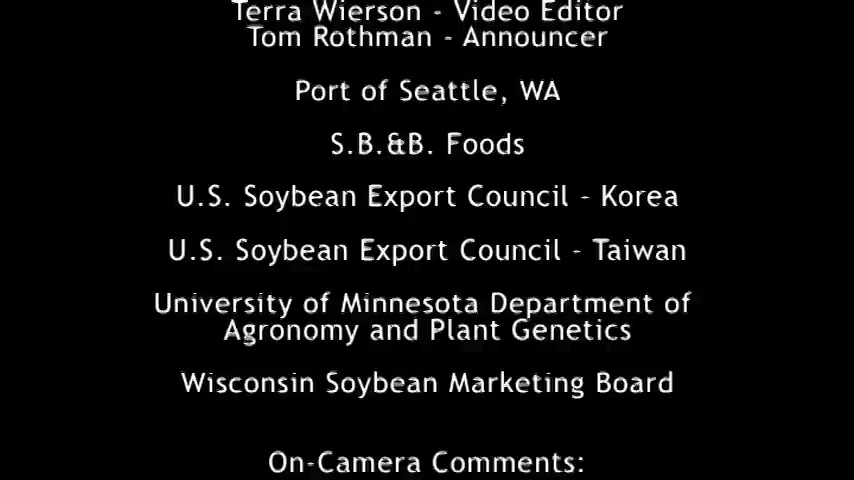 Terra Wierson - Video Editor
Tom Rothman - Announcer
Port of Seattle, WA
S.B.&B. Foods
U.S. Soybean Export Council - Korea
U.S. Soybean Export Council - Taiwan
University of Minnesota Department of
Agronomy and Plant Genetics
Wisconsin Soybean Marketing Board
On-Camera Comments: